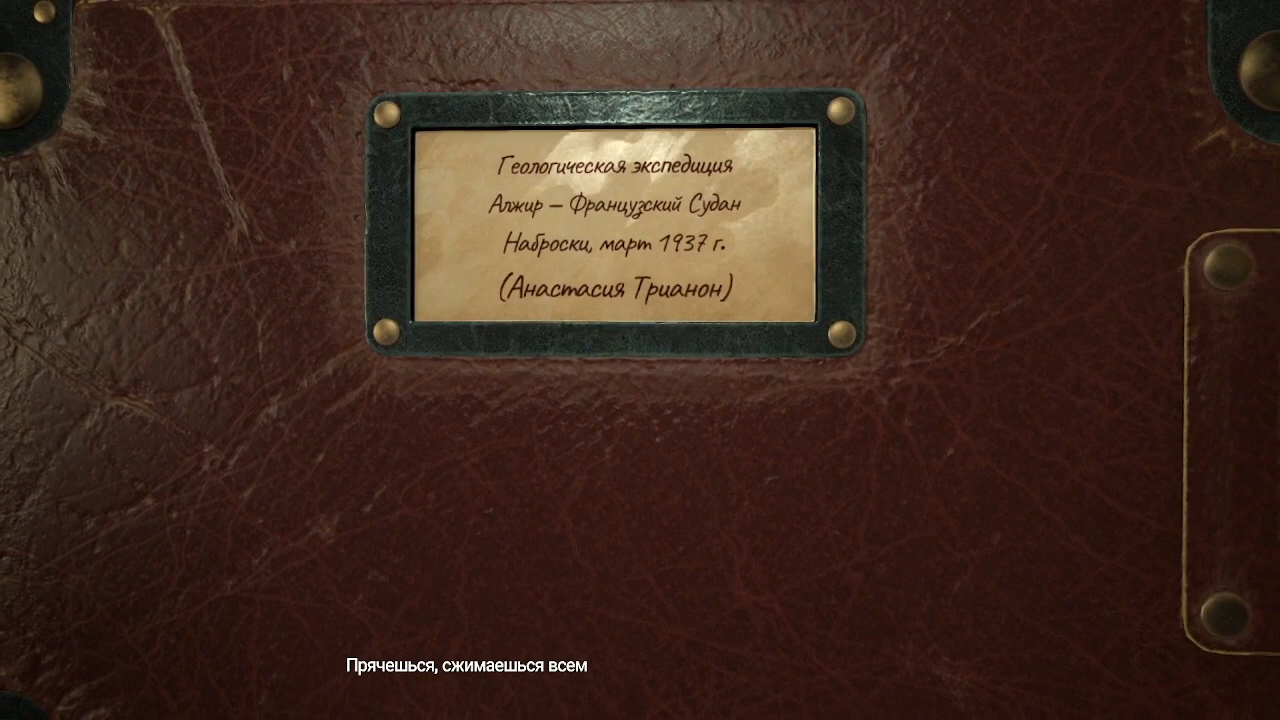 Геологическая экспедиция
Алжир – Французский Судан
Наброски, март 1937 г.
(Анастасия Трианон)
Прячешься, сжимаешься всем